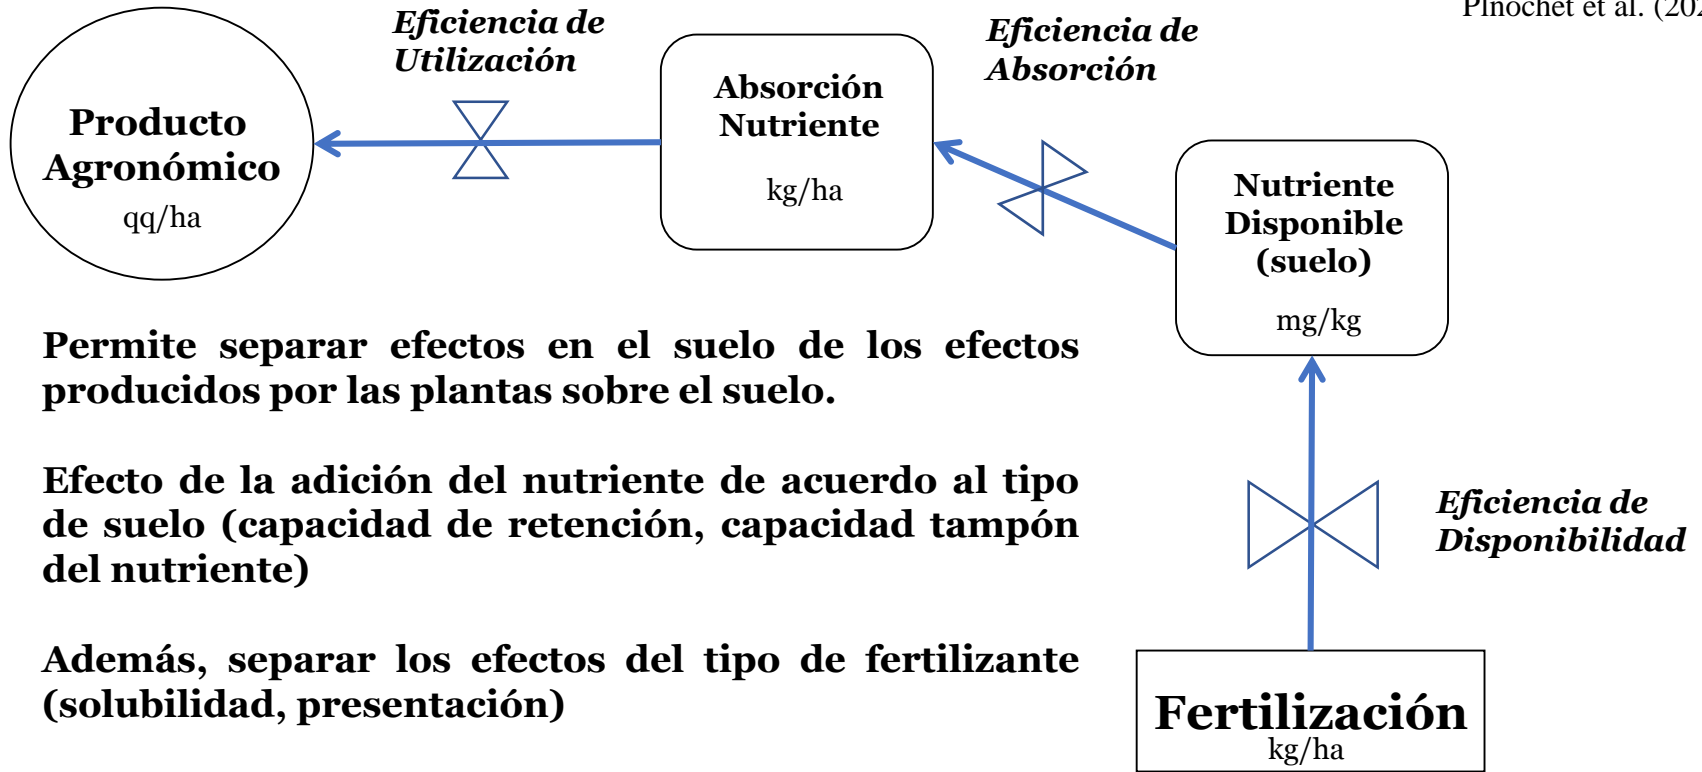 Pinochet et al. (202
Eficiencia de
Utilización
Eficiencia de
Absorción
Absorción
Nutriente
kg/ha
Producto
Agronómico
qq/ha
Nutriente
Disponible
(suelo)
mg/kg
Permite separar efectos en el suelo de los efectos
producidos por las plantas sobre el suelo.
Efecto de la adición del nutriente de acuerdo al tipo
de suelo (capacidad de retención, capacidad tampón
del nutriente)
Eficiencia de
Disponibilidad
Además, separar los efectos del tipo de fertilizante
(solubilidad, presentación)
Fertilización
kg/ha